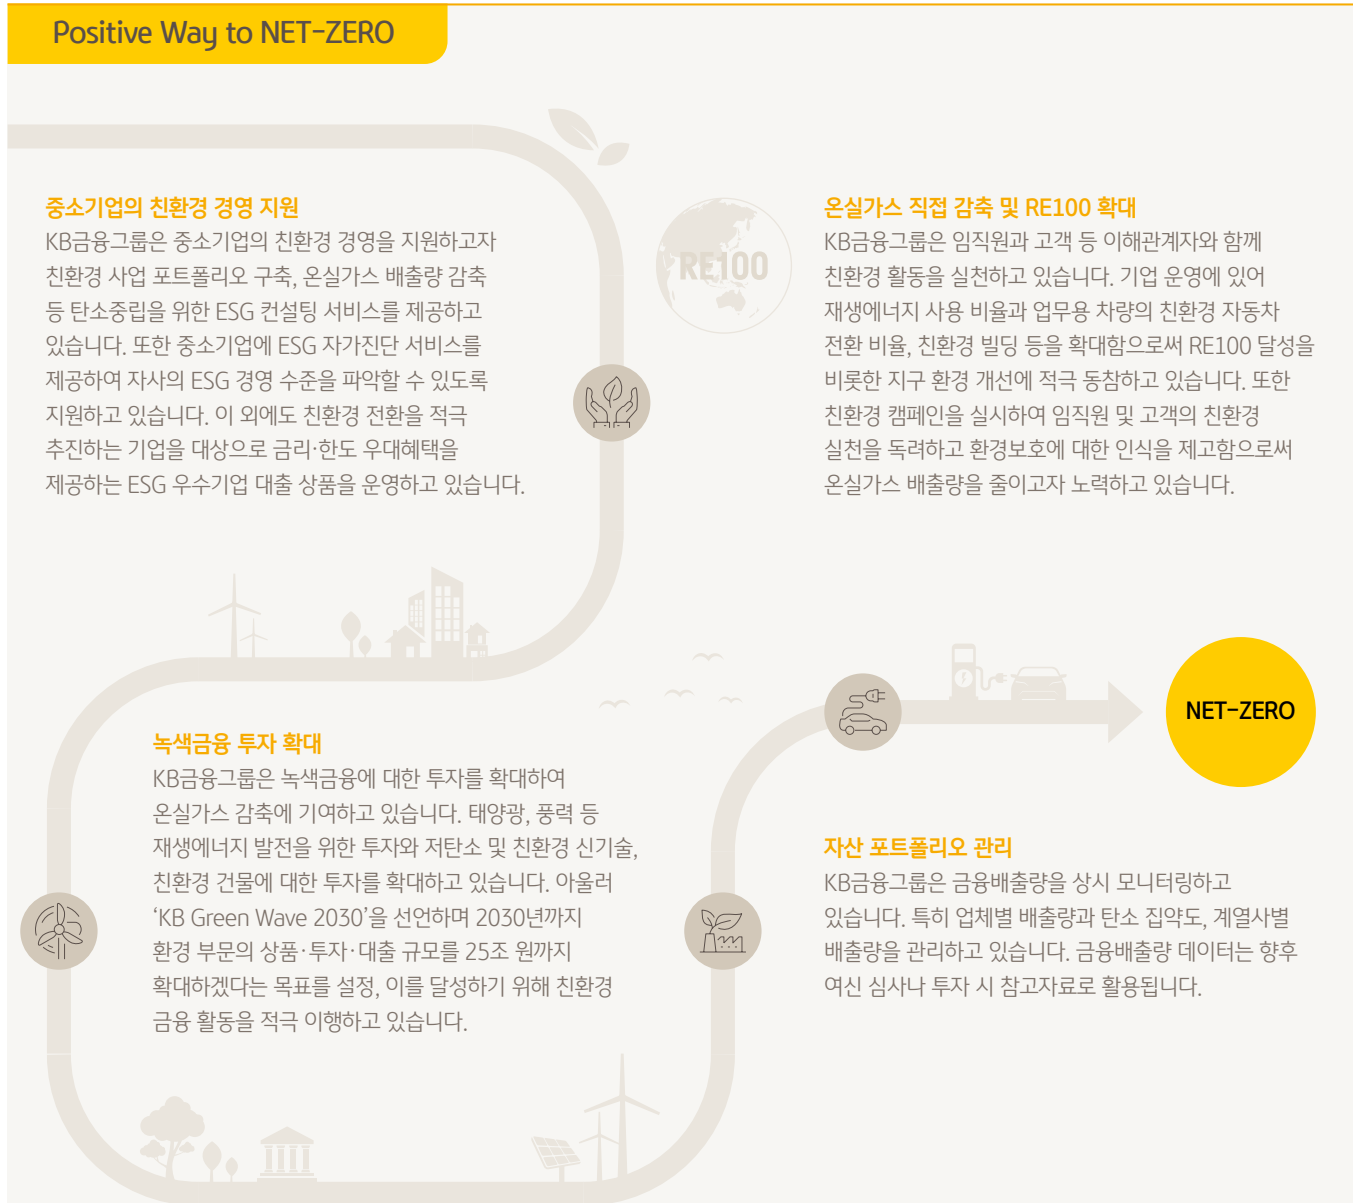 Positive Way to NET-ZERO
중소기업의 친환경 경영 지원
KB금융그룹은 중소기업의 친환경 경영을 지원하고자
친환경 사업 포트폴리오 구축, 온실가스 배출량 감축
등 탄소중립을 위한 ESG 컨설팅 서비스를 제공하고
있습니다. 또한 중소기업에 ESG 자가진단 서비스를
제공하여 자사의 ESG 경영 수준을 파악할 수 있도록
지원하고 있습니다. 이 외에도 친환경 전환을 적극
추진하는 기업을 대상으로 금리·한도 우대혜택을
제공하는 ESG 우수기업 대출 상품을 운영하고 있습니다.
RE100
온실가스 직접 감축 및 RE100 확대
KB금융그룹은 임직원과 고객 등 이해관계자와 함께
친환경 활동을 실천하고 있습니다. 기업 운영에 있어
재생에너지 사용 비율과 업무용 차량의 친환경 자동차
전환 비율, 친환경 빌딩 등을 확대함으로써 RE100 달성을
비롯한 지구 환경 개선에 적극 동참하고 있습니다. 또한
친환경 캠페인을 실시하여 임직원 및 고객의 친환경
실천을 독려하고 환경보호에 대한 인식을 제고함으로써
온실가스 배출량을 줄이고자 노력하고 있습니다.
녹색금융 투자 확대
KB금융그룹은 녹색금융에 대한 투자를 확대하여
온실가스 감축에 기여하고 있습니다. 태양광, 풍력 등
재생에너지 발전을 위한 투자와 저탄소 및 친환경 신기술,
친환경 건물에 대한 투자를 확대하고 있습니다. 아울러
‘KB Green Wave 2030’을 선언하며 2030년까지
환경 부문의 상품·투자·대출 규모를 25조 원까지
확대하겠다는 목표를 설정, 이를 달성하기 위해 친환경
금융 활동을 적극 이행하고 있습니다.
NET-ZERO
자산 포트폴리오 관리
KB금융그룹은 금융배출량을 상시 모니터링하고
있습니다. 특히 업체별 배출량과 탄소 집약도, 계열사별
배출량을 관리하고 있습니다. 금융배출량 데이터는 향후
여신 심사나 투자 시 참고자료로 활용됩니다.